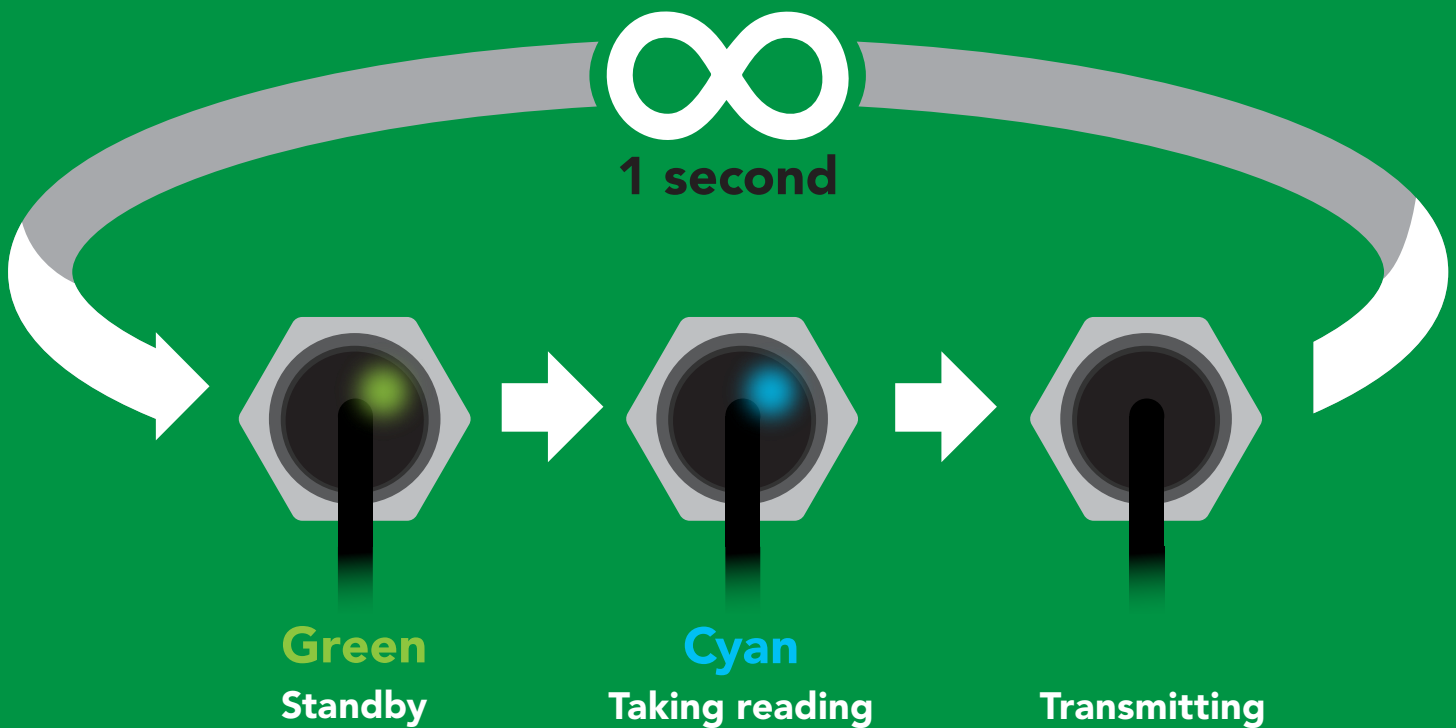 1 second
Green
Standby
Cyan
Taking reading
Transmitting